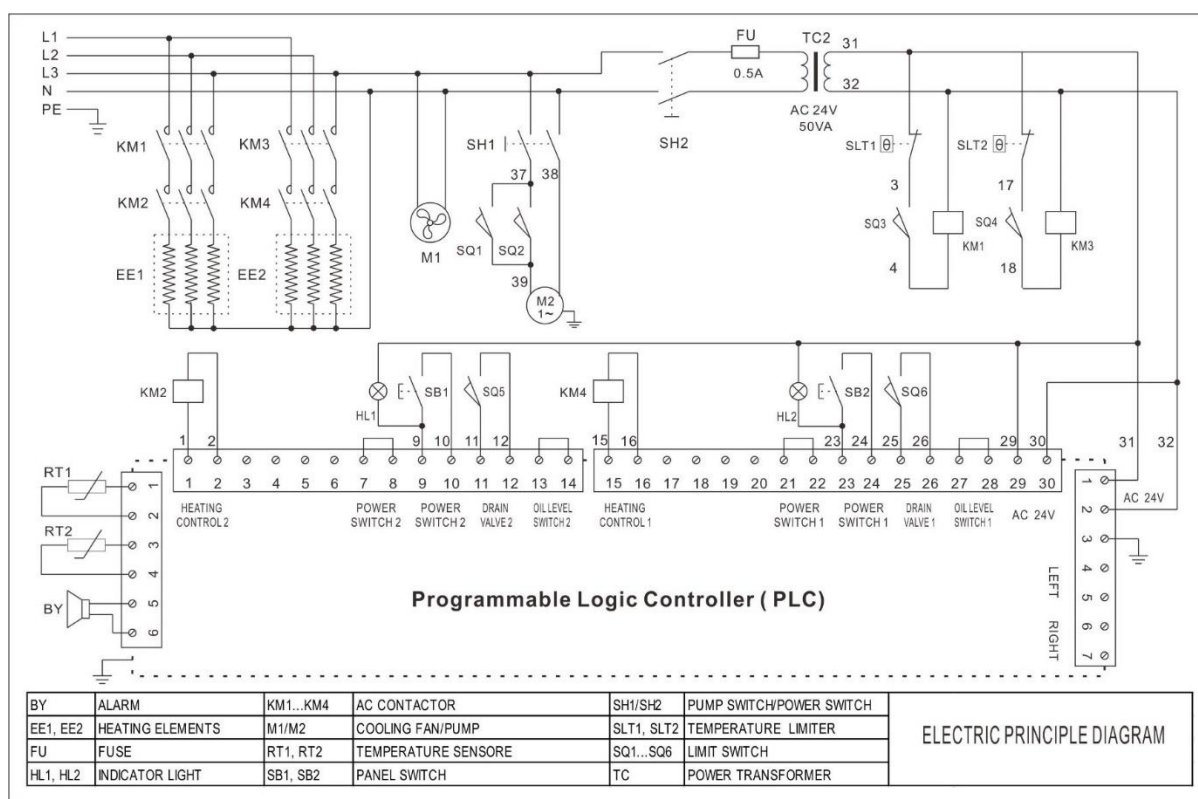 L1
L2
L3
N
PE
FU
0.5A
TC2
31
32
AC 24V
50VA
KM1
KM3
SH1
SH2
SLT1 θ
SLT2 θ
37
38
3
17
KM2
KM4
SQ1
SQ2
M1
SQ3
KM1
SQ4
KM3
EE1
EE2
39
4
18
M2
1~
KM2
HL1
SB1
SQ5
KM4
HL2
SB2
SQ6
1 2 9 10 11 12 15 16 23 24 25 26 29 30 31 32
1 2 3 4 5 6 7 8 9 10 11 12 13 14 15 16 17 18 19 20 21 22 23 24 25 26 27 28 29 30
HEATING
CONTROL 2
POWER
SWITCH 2
POWER
SWITCH 2
DRAIN
VALVE 2
OIL LEVEL
SWITCH 2
HEATING
CONTROL 1
POWER
SWITCH 1
POWER
SWITCH 1
DRAIN
VALVE 1
OIL LEVEL
SWITCH 1
AC 24V
RT1
RT2
BY
1
2
3
4
5
6
1
2
3
4
5
6
7
AC 24V
LEFT
RIGHT
Programmable Logic Controller ( PLC)
BY ALARM KM1...KM4 AC CONTACTOR SH1/SH2 PUMP SWITCH/POWER SWITCH
EE1, EE2 HEATING ELEMENTS M1/M2 COOLING FAN/PUMP SLT1, SLT2 TEMPERATURE LIMITER
FU FUSE RT1, RT2 TEMPERATURE SENSORE SQ1...SQ6 LIMIT SWITCH
HL1, HL2 INDICATOR LIGHT SB1, SB2 PANEL SWITCH TC POWER TRANSFORMER
ELECTRIC PRINCIPLE DIAGRAM